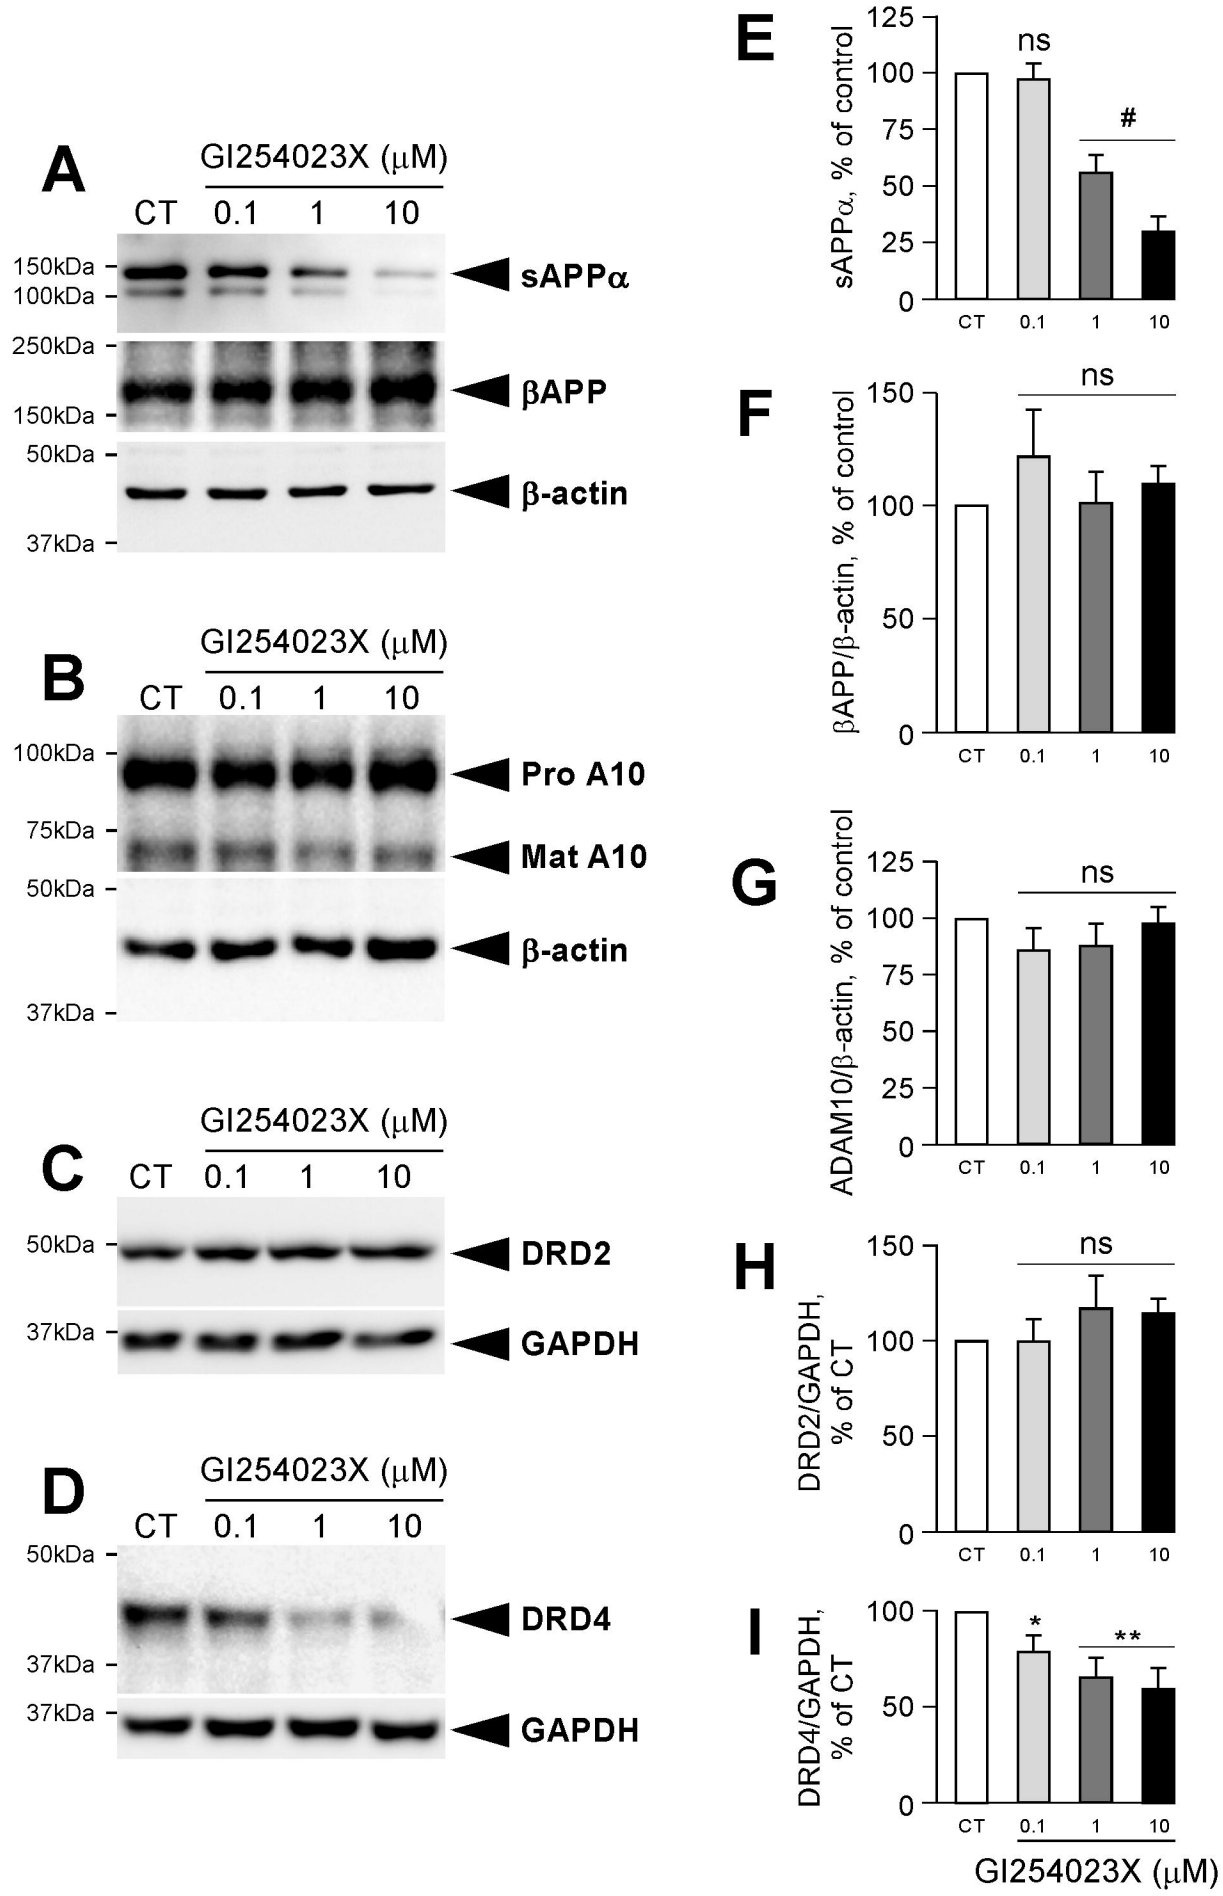 A
GI254023X (μM)
CT 0.1 1 10
150kDa
100kDa
sAPPα
250kDa
150kDa
βAPP
50kDa
37kDa
β-actin
B
GI254023X (μM)
CT 0.1 1 10
100kDa
Pro A10
75kDa
Mat A10
50kDa
37kDa
β-actin
C
GI254023X (μM)
CT 0.1 1 10
50kDa
DRD2
37kDa
GAPDH
D
GI254023X (μM)
CT 0.1 1 10
50kDa
DRD4
37kDa
37kDa
GAPDH
E
sAPPα, % of control
125
100
75
50
25
0
ns
#
CT 0.1 1 10
F
βAPP/β-actin, % of control
150
100
50
0
ns
CT 0.1 1 10
G
ADAM10/β-actin, % of control
125
100
75
50
25
0
ns
CT 0.1 1 10
H
DRD2/GAPDH,
% of CT
150
100
50
0
ns
CT 0.1 1 10
I
DRD4/GAPDH,
% of CT
100
50
0
*
**
CT 0.1 1 10
GI254023X (μM)